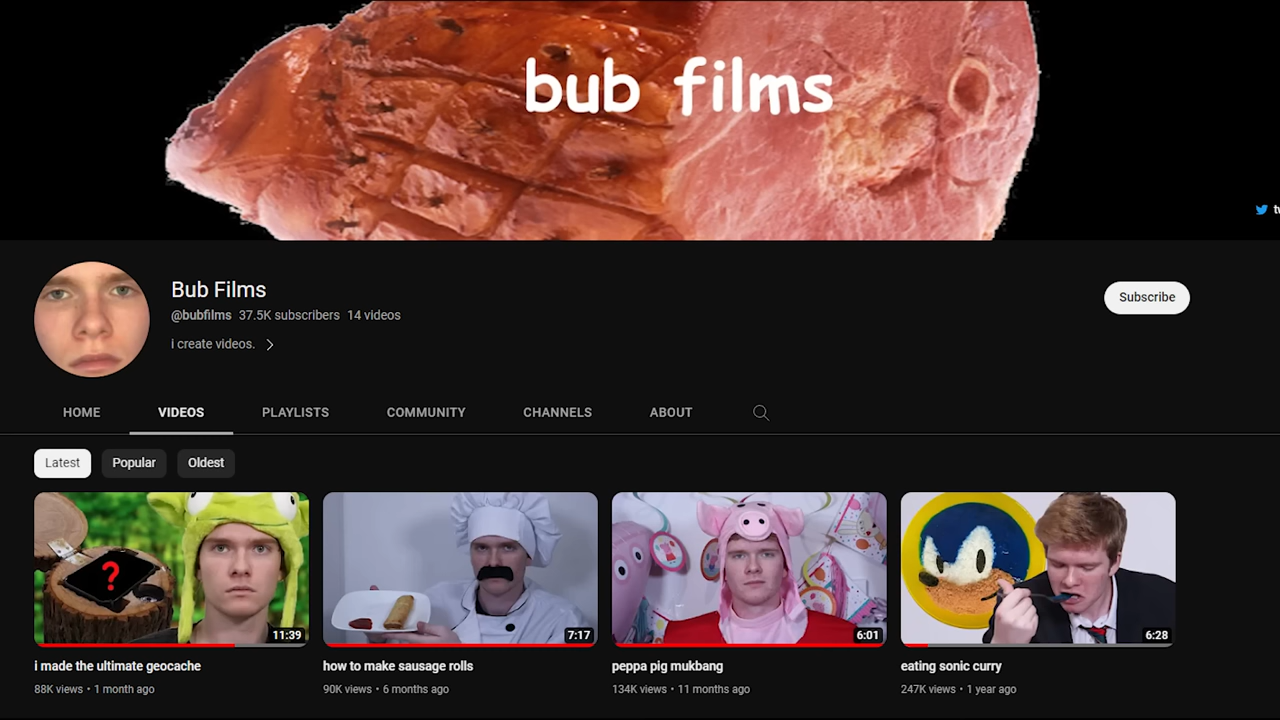 bub films
Bub Films
@bubfilms 37.5K subscribers 14 videos
i create videos.
Subscribe
HOME VIDEOS PLAYLISTS COMMUNITY CHANNELS ABOUT
Latest Popular Oldest
?
11:39 7:17 6:01 6:28
i made the ultimate geocache
88K views • 1 month ago
how to make sausage rolls
90K views • 6 months ago
peppa pig mukbang
134K views • 11 months ago
eating sonic curry
247K views • 1 year ago